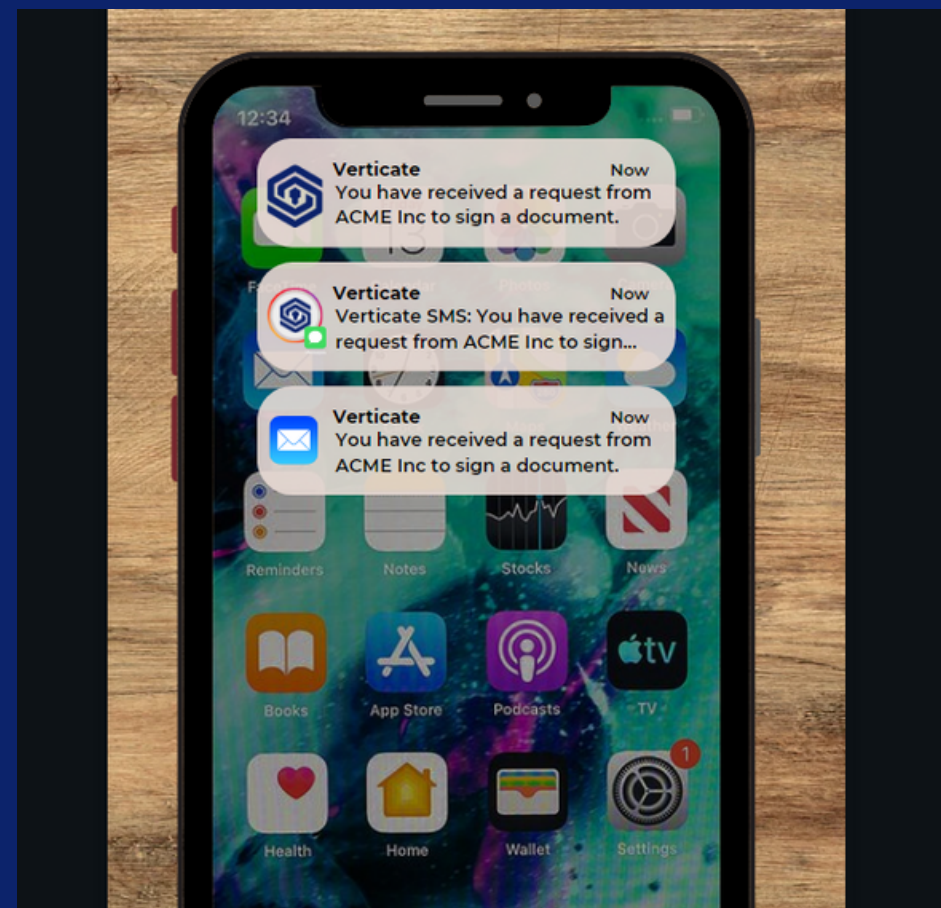 12:34
Verticate Now
You have received a request from
ACME Inc to sign a document.
13
Verticate Now
Verticate SMS: You have received a
request from ACME Inc to sign...
Verticate Now
You have received a request from
ACME Inc to sign a document.
Reminders Notes Stocks News
tv
Books App Store Podcasts TV
1
Health Home Wallet Settings